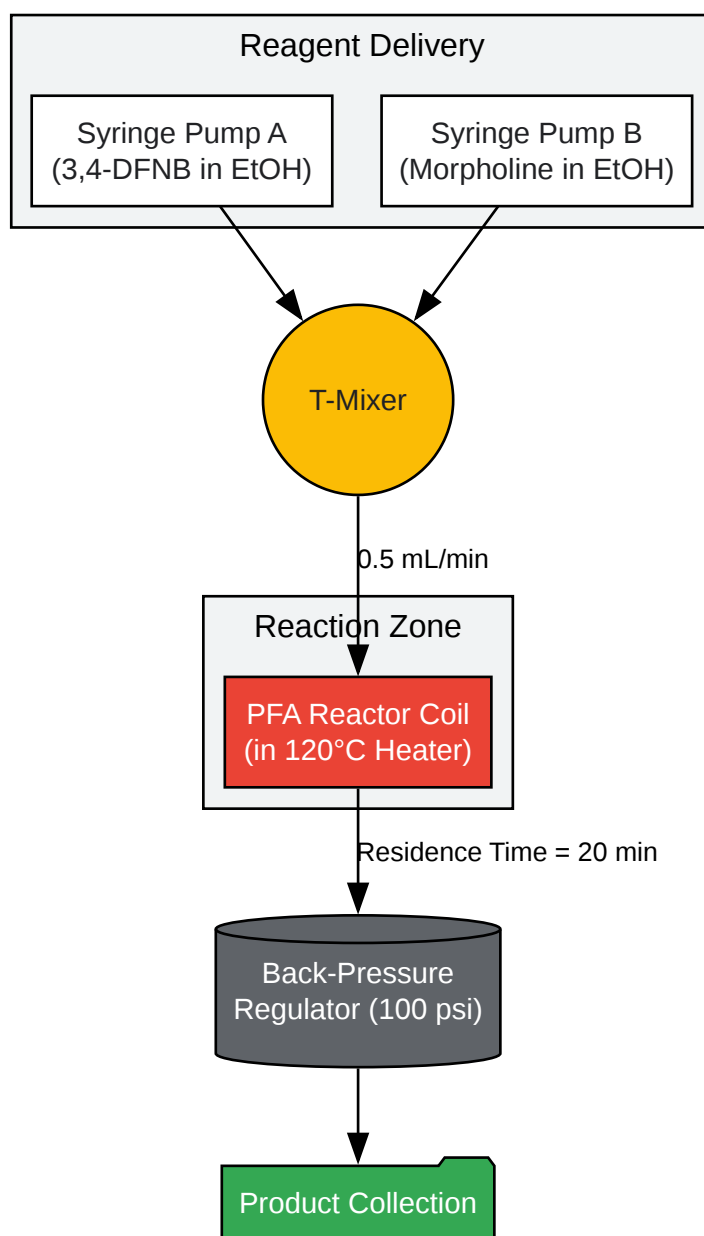 Reagent Delivery
Syringe Pump A
(3,4-DFNB in EtOH)
Syringe Pump B
(Morpholine in EtOH)
T-Mixer
0.5 mL/min
Reaction Zone
PFA Reactor Coil
(in 120°C Heater)
Residence Time = 20 min
Back-Pressure
Regulator (100 psi)
Product Collection